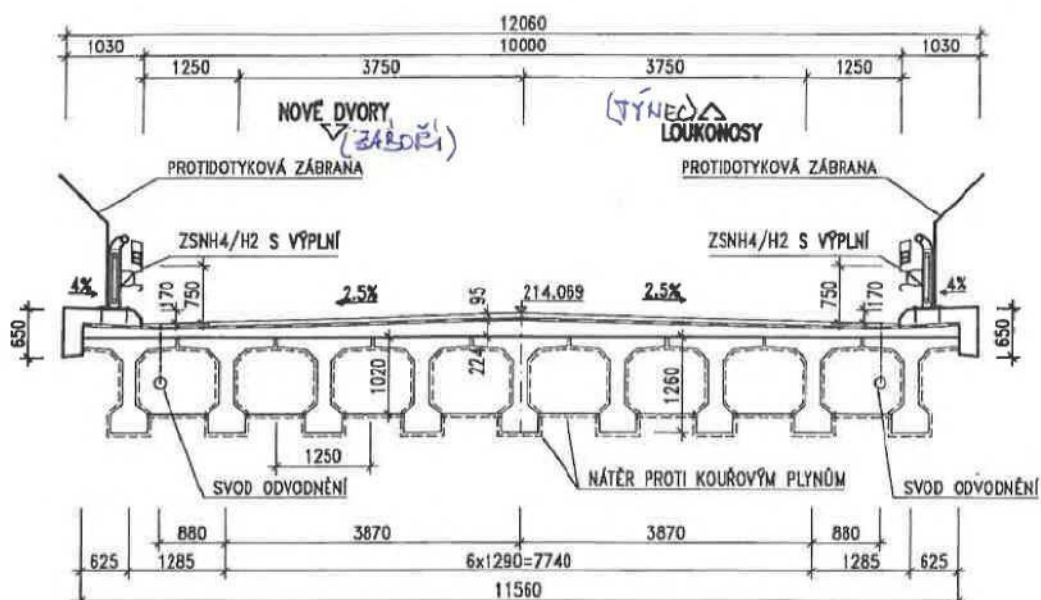 12060
1030 10000 1030
1250 3750 3750 1250
NOVÉ DVORY
(ZÁBOŘÍ)
(TÝNEC)
LOUKONOSY
PROTIDOTYKOVÁ ZÁBRANA
PROTIDOTYKOVÁ ZÁBRANA
ZSNH4/H2 S VÝPLNÍ
ZSNH4/H2 S VÝPLNÍ
4% 170 750 2.5% 95 214.069 2.5% 750 170 4%
650 650
1020 224 1260
1250
SVOD ODVODNĚNÍ
NÁTĚR PROTI KOUŘOVÝM PLYNŮM
SVOD ODVODNĚNÍ
880 3870 3870 880
625 1285 6x1290=7740 1285 625
11560